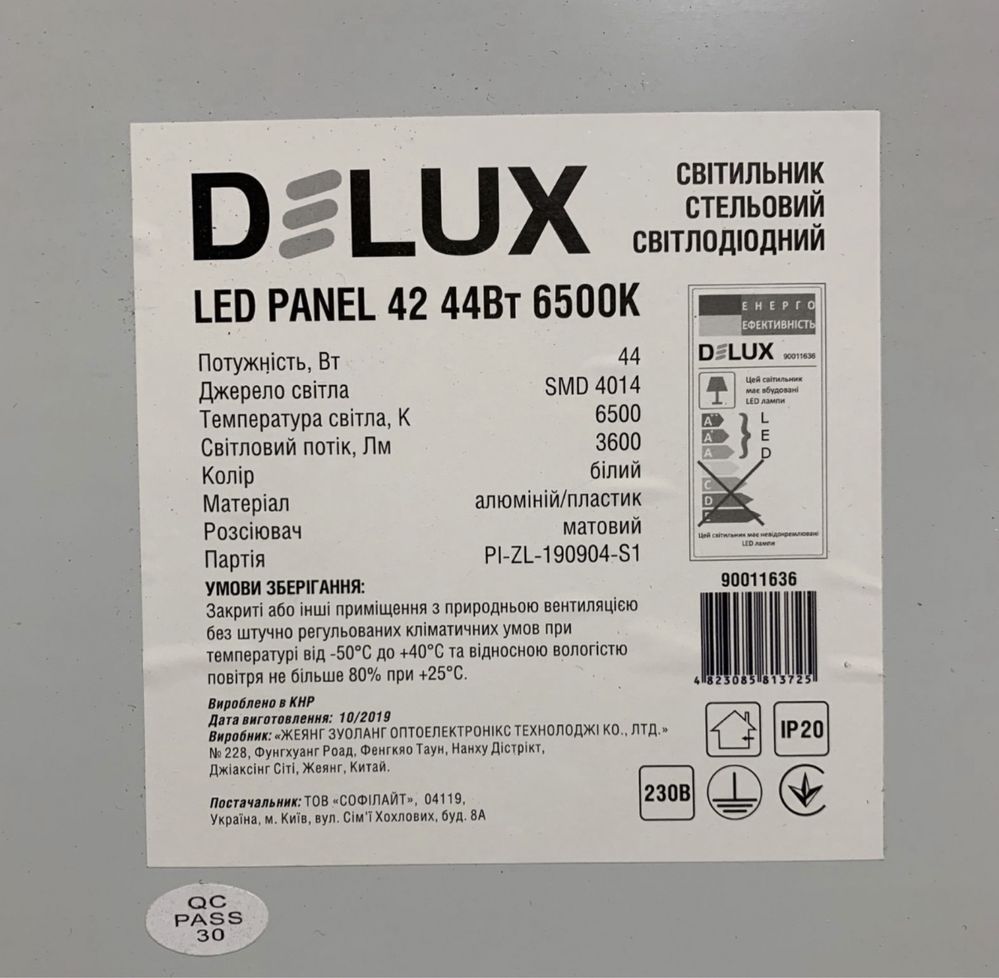 DELUX
СВІТИЛЬНИК
СТЕЛЬОВИЙ
СВІТЛОДІОДНИЙ
LED PANEL 42 44Вт 6500K
Потужність, Вт 44
Джерело світла SMD 4014
Температура світла, К 6500
Світловий потік, Лм 3600
Колір білий
Матеріал алюміній/пластик
Розсіювач матовий
Партія PI-ZL-190904-S1
УМОВИ ЗБЕРІГАННЯ:
Закриті або інші приміщення з природньою вентиляцією
без штучно регульованих кліматичних умов при
температурі від -50°С до +40°С та відносною вологістю
повітря не більше 80% при +25°С.
Вироблено в КНР
Дата виготовлення: 10/2019
Виробник: «ЖЕЯНГ ЗУОЛАНГ ОПТОЕЛЕКТРОНІКС ТЕХНОЛОДЖІ КО., ЛТД.»
№ 228, Фунгхуанг Роад, Фенгкяо Таун, Нанху Дістрікт,
Джіаксінг Сіті, Жеянг, Китай.
Постачальник: ТОВ «СОФІЛАЙТ», 04119,
Україна, м. Київ, вул. Сім'ї Хохлових, буд. 8А
ЕНЕРГО
ЕФЕКТИВНІСТЬ
DELUX 90011636
Цей світильник
має вбудовані
LED лампи
A++
A+
A
L
E
D
C
D
E
Цей світильник має невідокремлювані
LED лампи
90011636
4 823085 813725
IP20
230В
QC
PASS
30